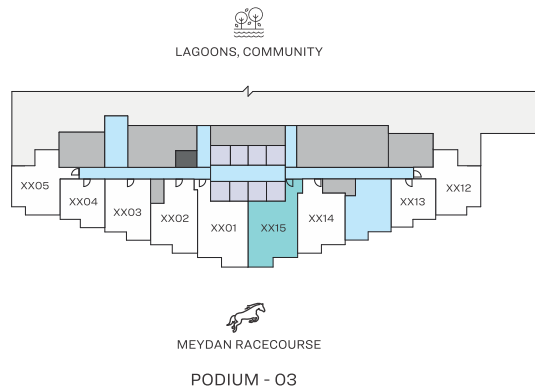 LAGOONS, COMMUNITY
XX05
XX04
XX03
XX02
XX01
XX15
XX14
XX13
XX12
MEYDAN RACECOURSE
PODIUM - 03